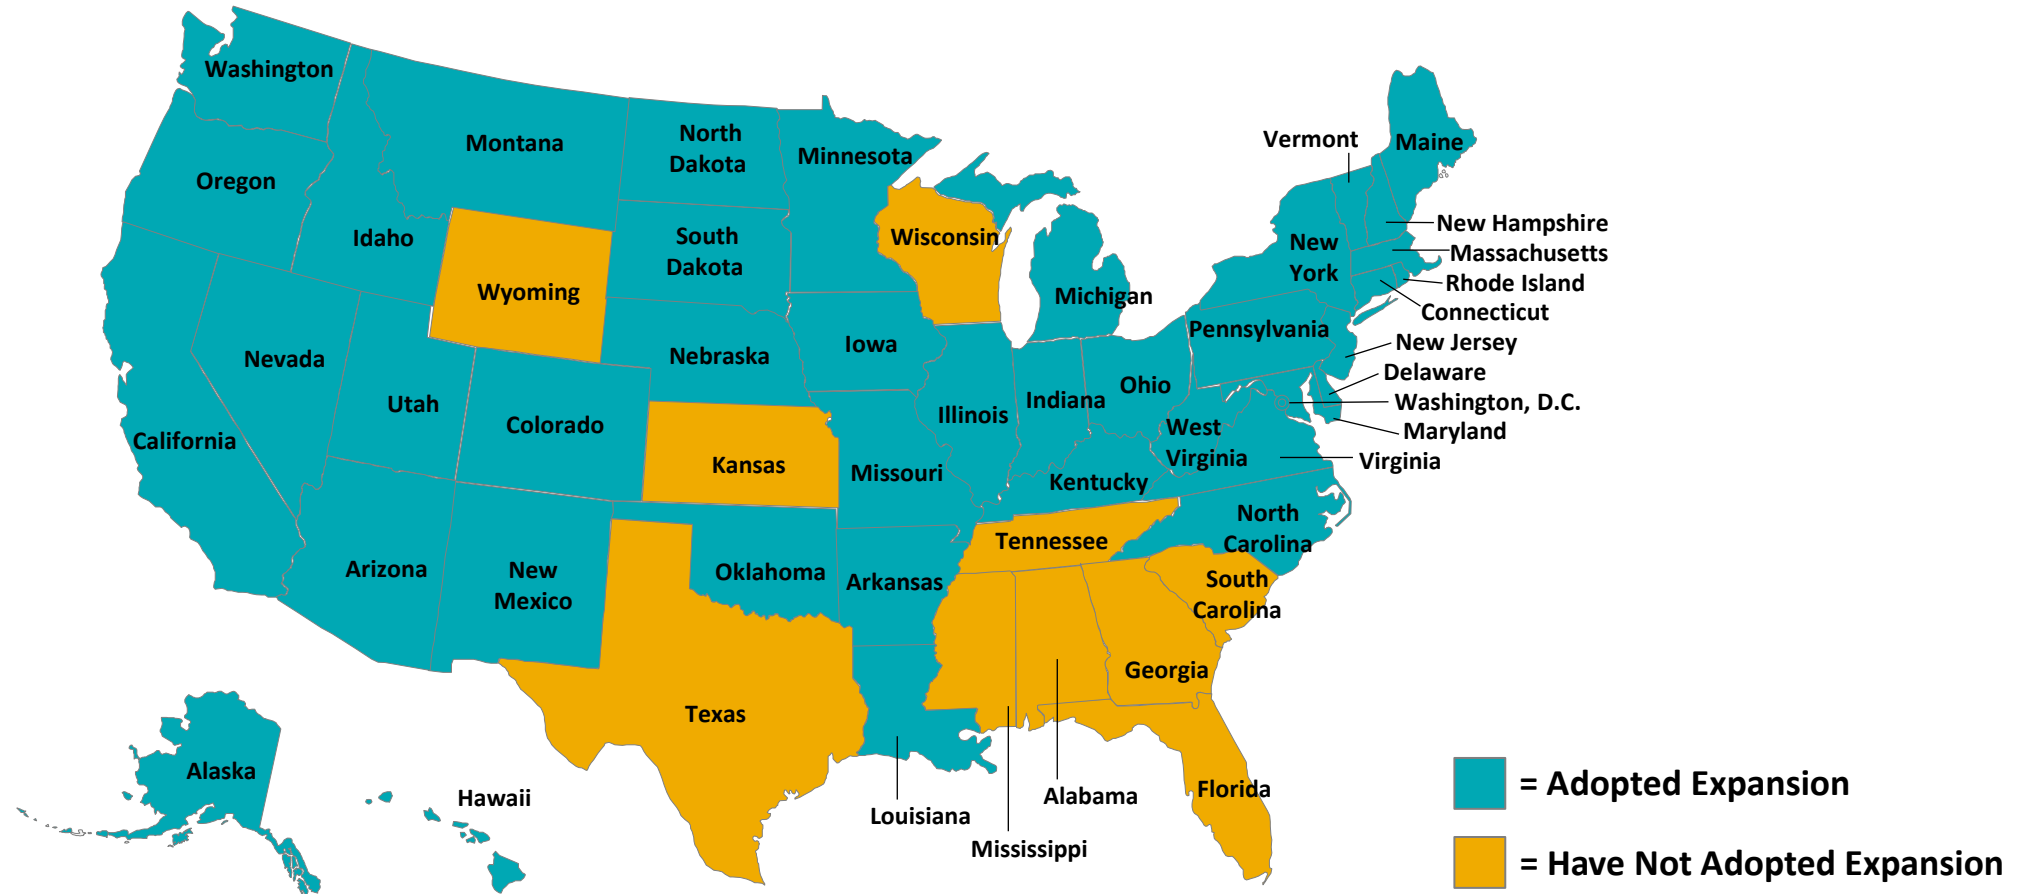 Washington
Montana
North
Dakota
Minnesota
Vermont
Maine
Oregon
Idaho
Wyoming
South
Dakota
Wisconsin
Michigan
New
York
New Hampshire
Massachusetts
Rhode Island
Connecticut
Pennsylvania
New Jersey
Delaware
Washington, D.C.
Maryland
Virginia
Nevada
Utah
Colorado
Nebraska
Iowa
Illinois
Indiana
Ohio
West
Virginia
California
Kansas
Missouri
Kentucky
North
Carolina
Tennessee
Arizona
New
Mexico
Oklahoma
Arkansas
South
Carolina
Georgia
Texas
Alaska
Hawaii
Louisiana
Mississippi
Alabama
Florida
= Adopted Expansion
= Have Not Adopted Expansion